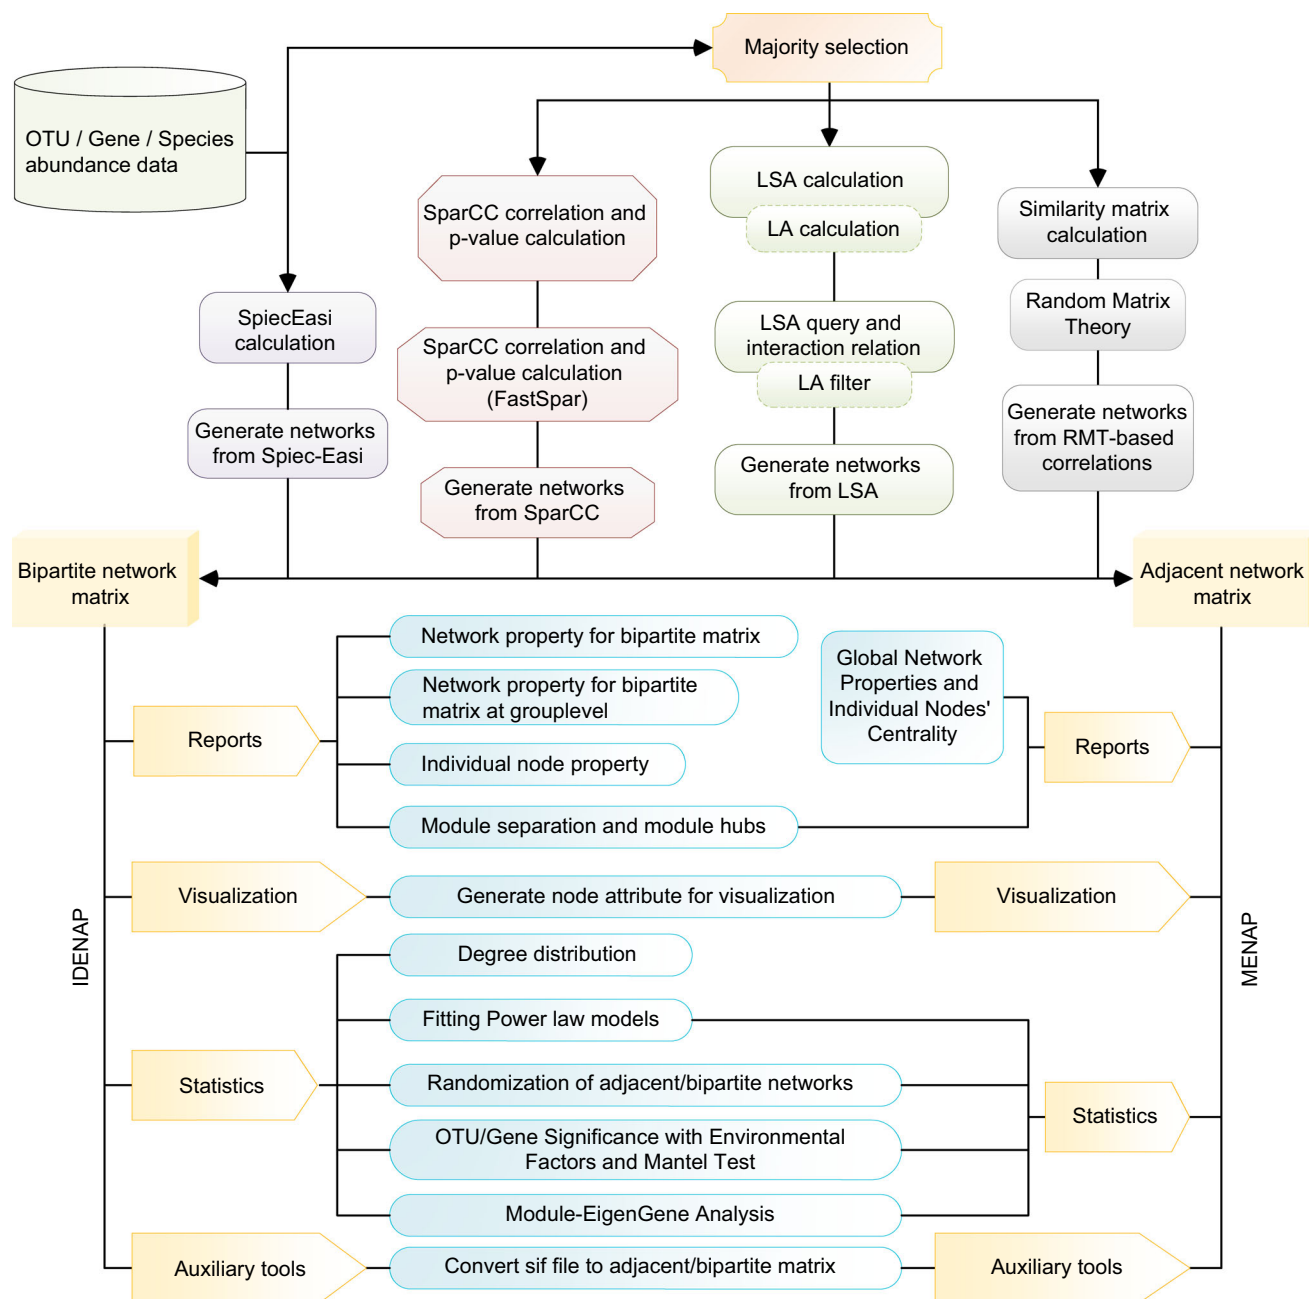 Majority selection
OTU / Gene / Species
abundance data
SpiecEasi
calculation
Generate networks
from Spiec-Easi
SparCC correlation and
p-value calculation
SparCC correlation and
p-value calculation
(FastSpar)
Generate networks
from SparCC
LSA calculation
LA calculation
LSA query and
interaction relation
LA filter
Generate networks
from LSA
Similarity matrix
calculation
Random Matrix
Theory
Generate networks
from RMT-based
correlations
Bipartite network
matrix
Adjacent network
matrix
IDENAP
Reports
Network property for bipartite matrix
Network property for bipartite
matrix at grouplevel
Individual node property
Module separation and module hubs
Global Network
Properties and
Individual Nodes'
Centrality
Reports
Visualization
Generate node attribute for visualization
Visualization
Statistics
Degree distribution
Fitting Power law models
Randomization of adjacent/bipartite networks
OTU/Gene Significance with Environmental
Factors and Mantel Test
Module-EigenGene Analysis
Statistics
Auxiliary tools
Convert sif file to adjacent/bipartite matrix
Auxiliary tools
MENAP